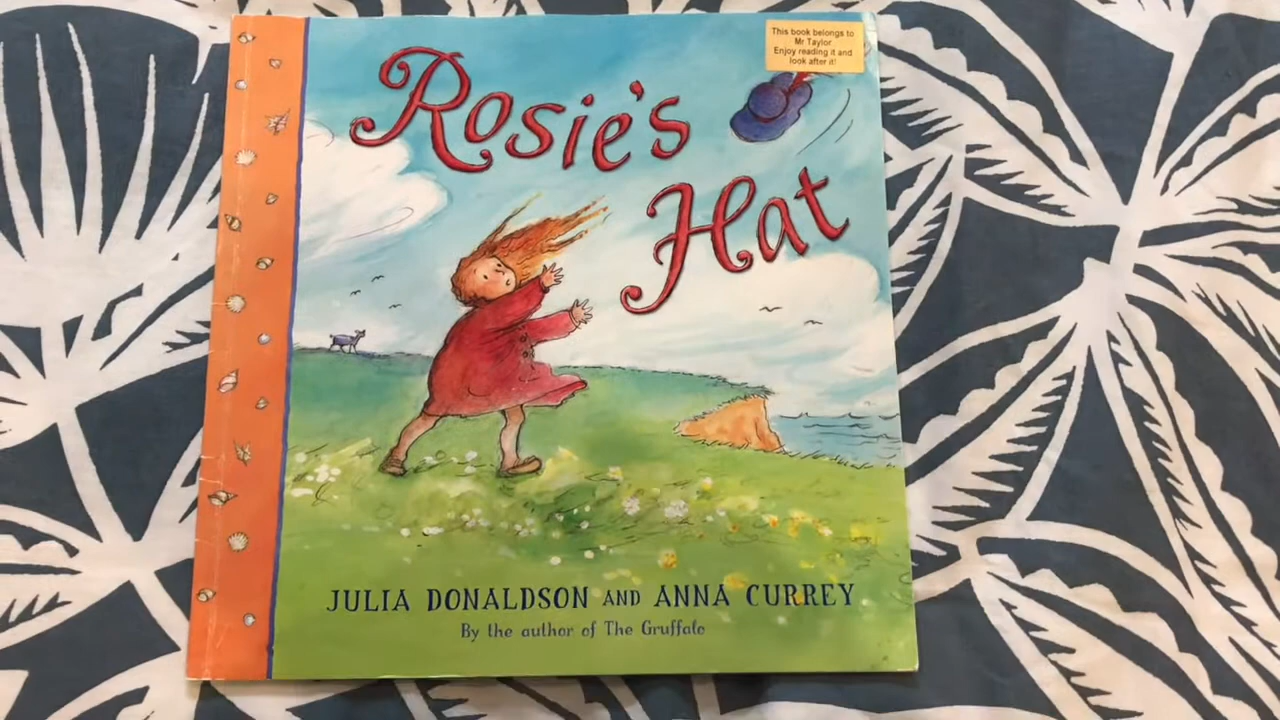 This book belongs to
Mr Taylor
Enjoy reading it and
look after it!
Rosie's
Hat
JULIA DONALDSON AND ANNA CURREY
By the author of The Gruffalo